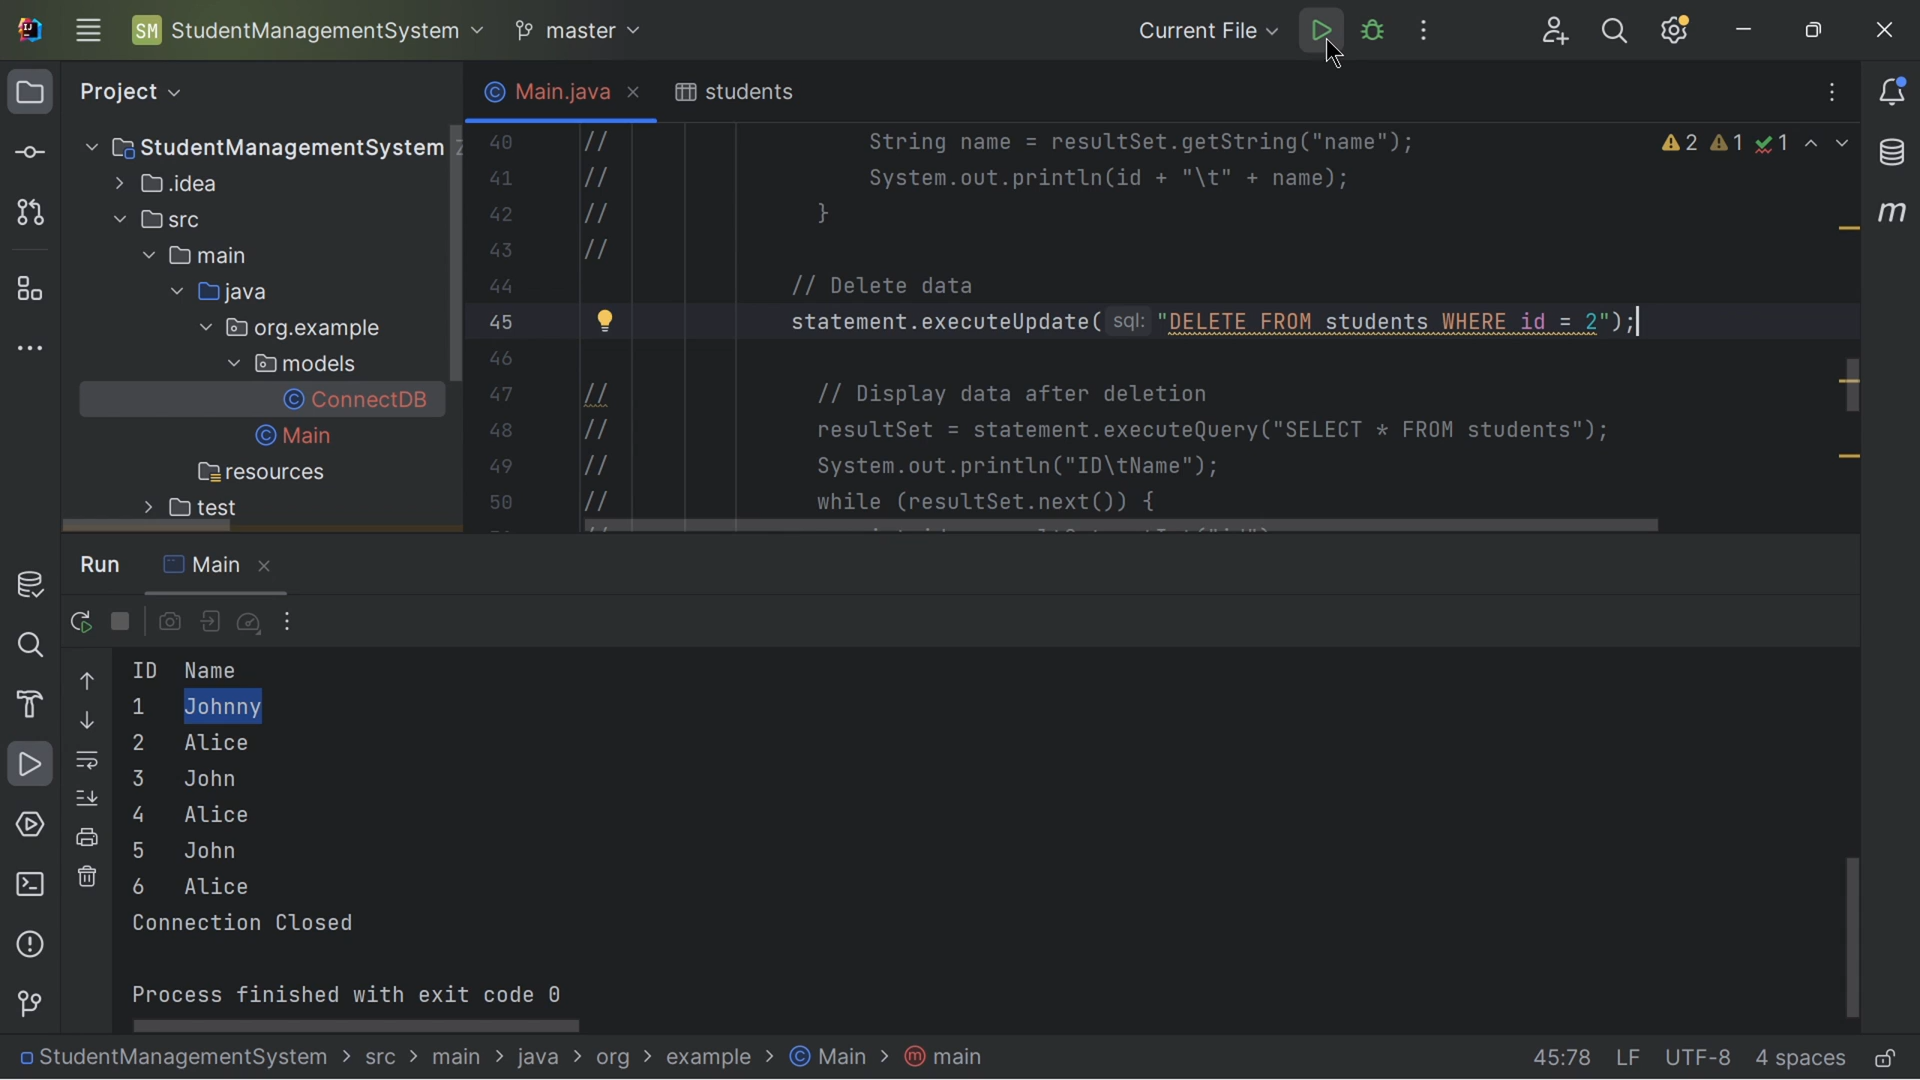 SM StudentManagementSystem master Current File
Project
Main.java students
StudentManagementSystem
.idea
src
main
java
org.example
models
ConnectDB
Main
resources
test
40 // String name = resultSet.getString("name");
41 // System.out.println(id + "\t" + name);
42 // }
43 //
44 // Delete data
45 statement.executeUpdate( sql: "DELETE FROM students WHERE id = 2");
46
47 // // Display data after deletion
48 // resultSet = statement.executeQuery("SELECT * FROM students");
49 // System.out.println("ID\tName");
50 // while (resultSet.next()) {
2 1 1
m
Run Main
ID Name
1 Johnny
2 Alice
3 John
4 Alice
5 John
6 Alice
Connection Closed
Process finished with exit code 0
StudentManagementSystem > src > main > java > org > example > Main > main 45:78 LF UTF-8 4 spaces